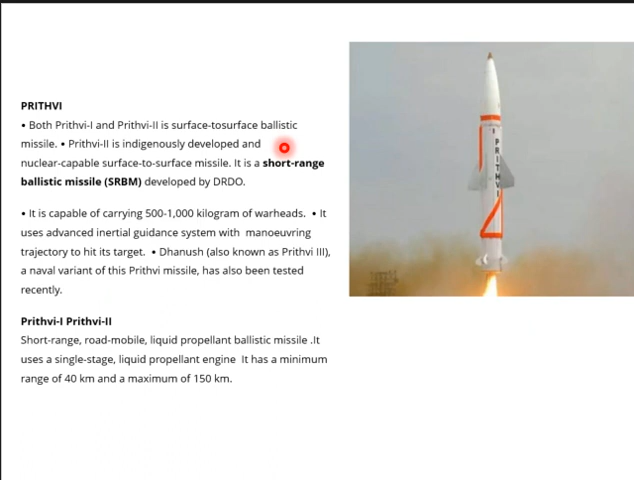 PRITHVI
• Both Prithvi-I and Prithvi-II is surface-tosurface ballistic
missile. • Prithvi-II is indigenously developed and
nuclear-capable surface-to-surface missile. It is a short-range
ballistic missile (SRBM) developed by DRDO.
• It is capable of carrying 500-1,000 kilogram of warheads. • It
uses advanced inertial guidance system with manoeuvring
trajectory to hit its target. • Dhanush (also known as Prithvi III),
a naval variant of this Prithvi missile, has also been tested
recently.
Prithvi-I Prithvi-II
Short-range, road-mobile, liquid propellant ballistic missile .It
uses a single-stage, liquid propellant engine It has a minimum
range of 40 km and a maximum of 150 km.
PRITHVI